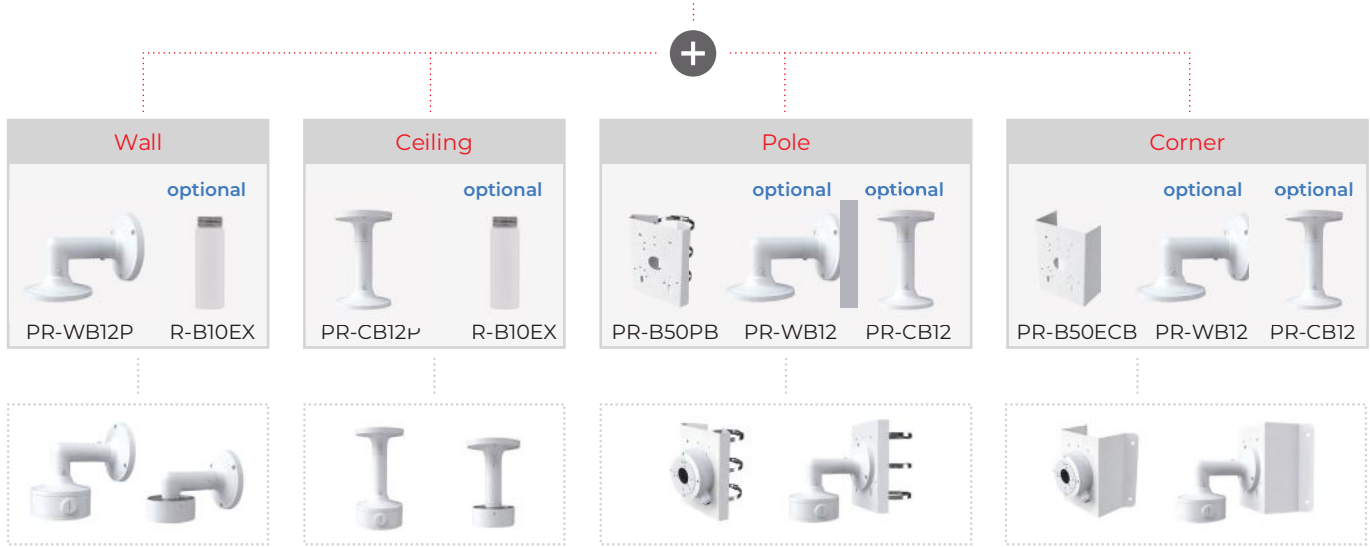 Wall
optional
PR-WB12P R-B10EX
Ceiling
optional
PR-CB12P R-B10EX
Pole
optional optional
PR-B50PB PR-WB12 PR-CB12
Corner
optional optional
PR-B50ECB PR-WB12 PR-CB12